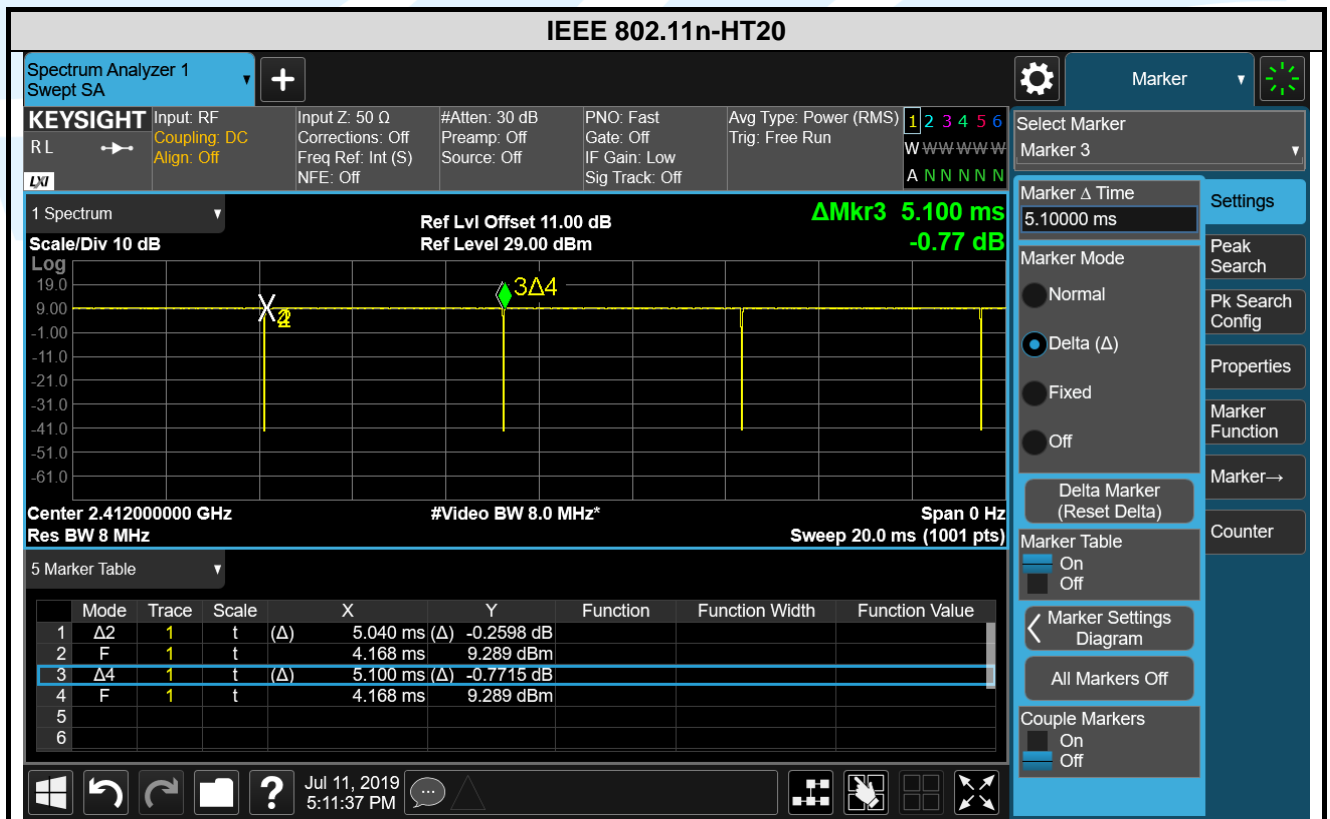 IEEE 802.11n-HT20
Spectrum Analyzer 1
Swept SA
Marker
KEYSIGHT
R L
LXI
Input: RF
Coupling: DC
Align: Off
Input Z: 50 Ω
Corrections: Off
Freq Ref: Int (S)
NFE: Off
#Atten: 30 dB
Preamp: Off
Source: Off
PNO: Fast
Gate: Off
IF Gain: Low
Sig Track: Off
Avg Type: Power (RMS)
Trig: Free Run
1 2 3 4 5 6
W W W W W W
A N N N N N
Select Marker
Marker 3
1 Spectrum
Scale/Div 10 dB
Ref Lvl Offset 11.00 dB
Ref Level 29.00 dBm
ΔMkr3 5.100 ms
-0.77 dB
Log
19.0
9.00
-1.00
-11.0
-21.0
-31.0
-41.0
-51.0
-61.0
3Δ4
Center 2.412000000 GHz
Res BW 8 MHz
#Video BW 8.0 MHz*
Span 0 Hz
Sweep 20.0 ms (1001 pts)
5 Marker Table
Mode Trace Scale X Y Function Function Width Function Value
1 Δ2 1 t (Δ) 5.040 ms (Δ) -0.2598 dB
2 F 1 t 4.168 ms 9.289 dBm
3 Δ4 1 t (Δ) 5.100 ms (Δ) -0.7715 dB
4 F 1 t 4.168 ms 9.289 dBm
5
6
Jul 11, 2019
5:11:37 PM
Marker Δ Time
5.10000 ms
Marker Mode
Normal
Delta (Δ)
Fixed
Off
Delta Marker
(Reset Delta)
Marker Table
On
Off
Marker Settings
Diagram
All Markers Off
Couple Markers
On
Off
Settings
Peak
Search
Pk Search
Config
Properties
Marker
Function
Marker→
Counter